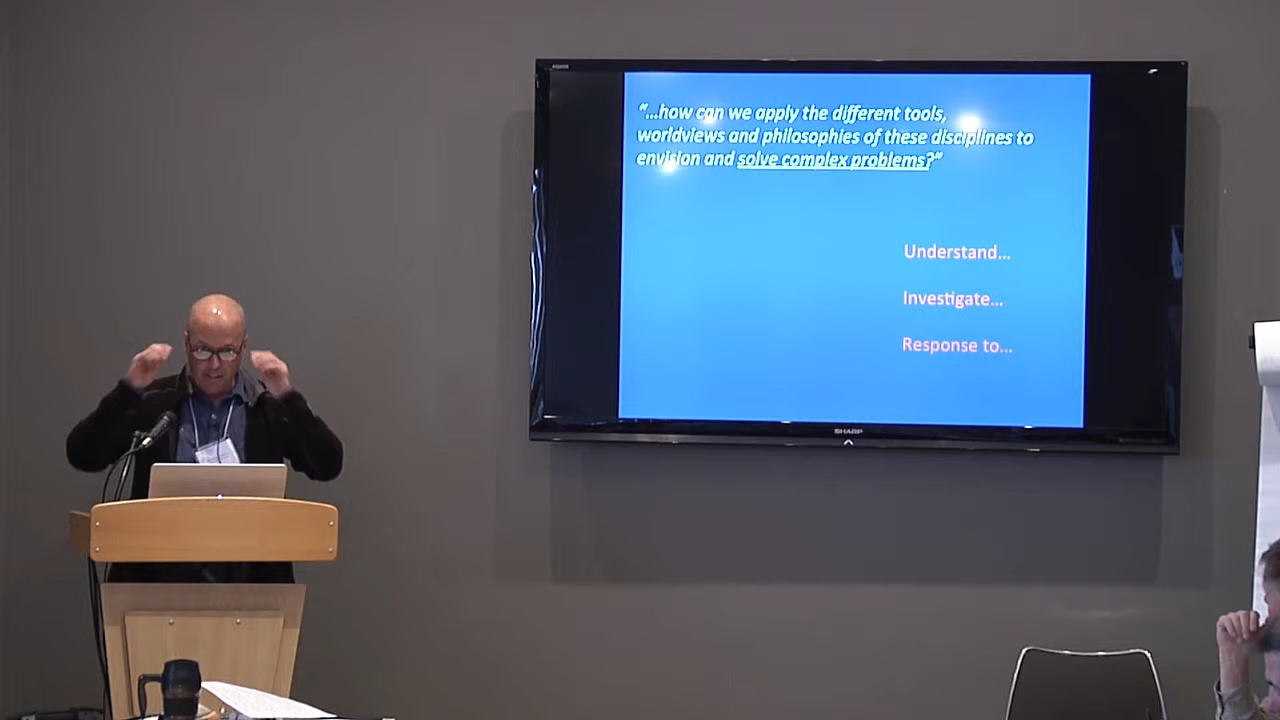 "...how can we apply the different tools,
worldviews and philosophies of these disciplines to
envision and solve complex problems?"
Understand...
Investigate...
Response to...
SHARP